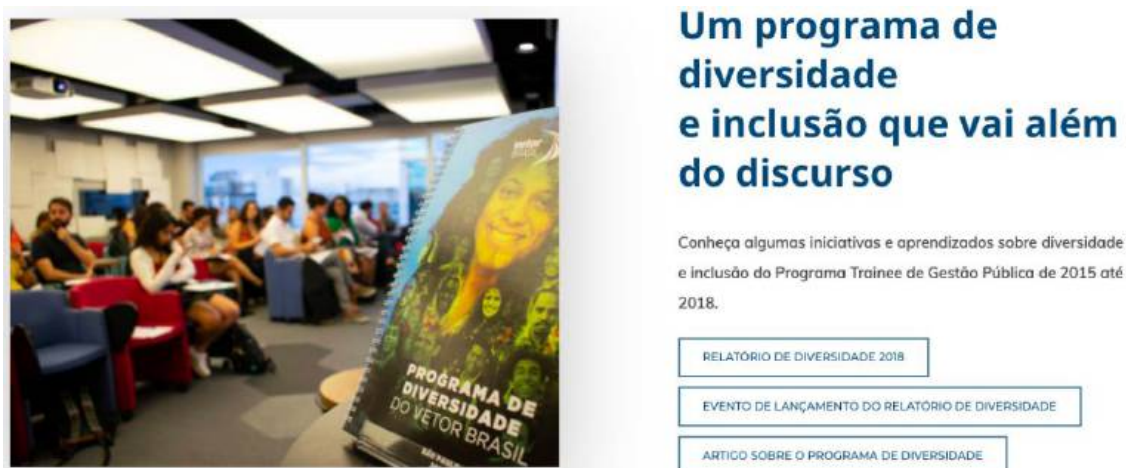 Um programa de
diversidade
e inclusão que vai além
do discurso
Conheça algumas iniciativas e aprendizados sobre diversidade
e inclusão do Programa Trainee de Gestão Pública de 2015 até
2018.
RELATÓRIO DE DIVERSIDADE 2018
EVENTO DE LANÇAMENTO DO RELATÓRIO DE DIVERSIDADE
ARTIGO SOBRE O PROGRAMA DE DIVERSIDADE
vetor
PROGRAMA DE
DIVERSIDADE
DO VETOR BRASIL